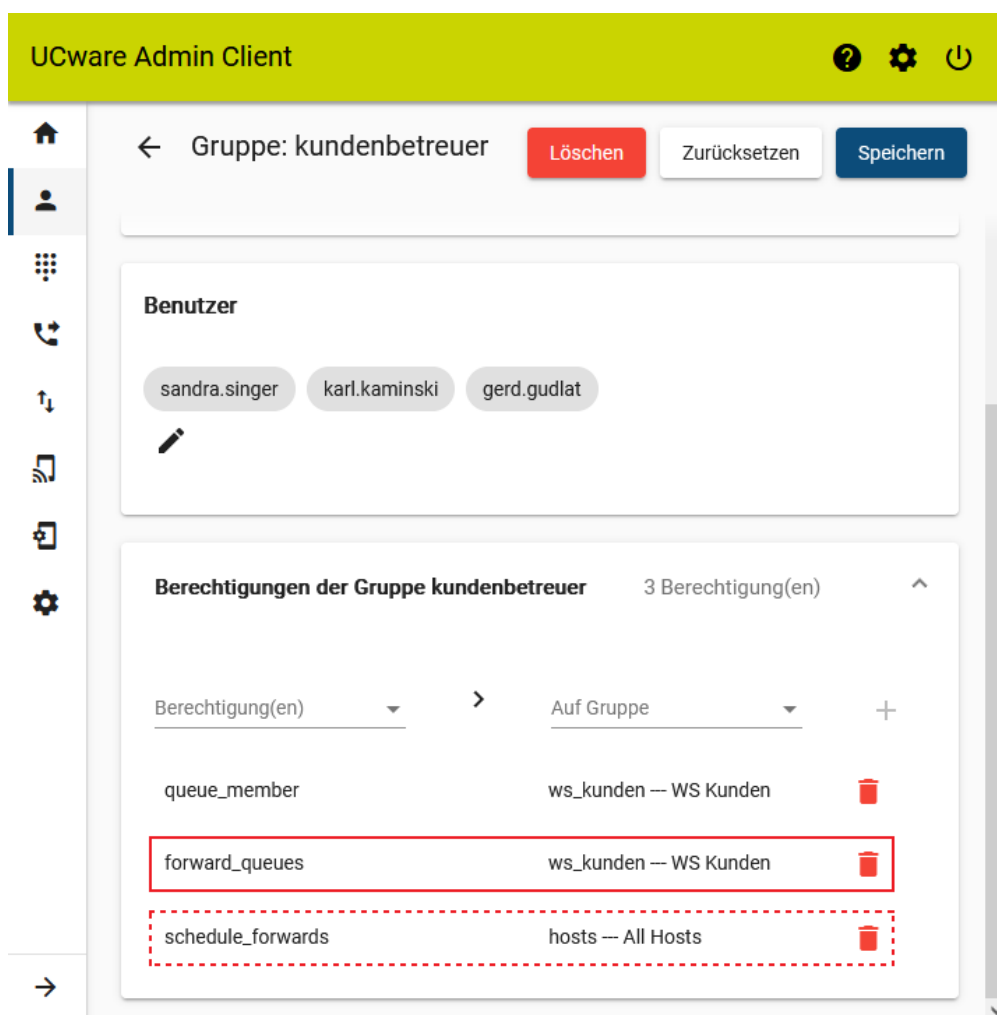 UCware Admin Client
Gruppe: kundenbetreuer Löschen Zurücksetzen Speichern
Benutzer
sandra.singer karl.kaminski gerd.gudlat
Berechtigungen der Gruppe kundenbetreuer 3 Berechtigung(en)
Berechtigung(en) Auf Gruppe
queue_member ws_kunden --- WS Kunden
forward_queues ws_kunden --- WS Kunden
schedule_forwards hosts --- All Hosts